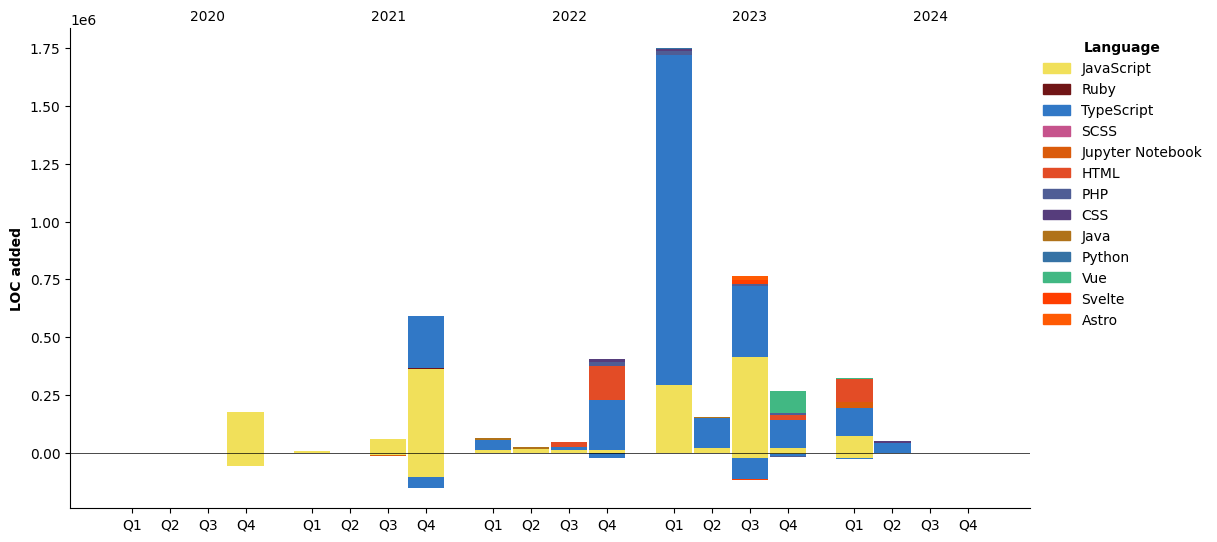 2020 2021 2022 2023 2024
1e6
1.75
1.50
1.25
1.00
0.75
0.50
0.25
0.00
LOC added
Q1 Q2 Q3 Q4 Q1 Q2 Q3 Q4 Q1 Q2 Q3 Q4 Q1 Q2 Q3 Q4 Q1 Q2 Q3 Q4
Language
JavaScript
Ruby
TypeScript
SCSS
Jupyter Notebook
HTML
PHP
CSS
Java
Python
Vue
Svelte
Astro